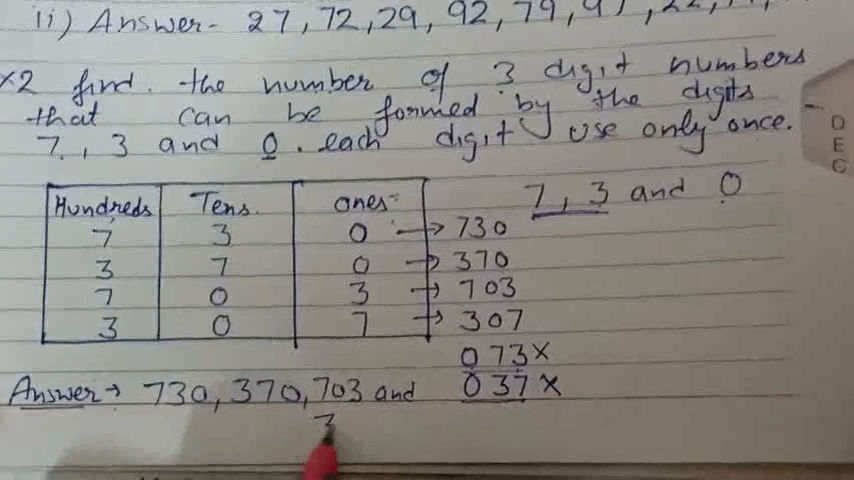 ii) Answer- 27, 72, 29, 92, 79,
x2 find. the number of 3 digit numbers
that can be formed by the digits
7, 3 and 0. each digit use only once.
7, 3 and 0
Hundreds Tens. ones
7 3 0 → 730
3 7 0 → 370
7 0 3 → 703
3 0 7 → 307
073 x
037 x
Answer → 730, 370, 703 and
3
DEC